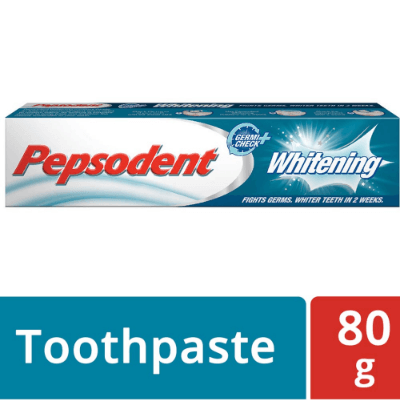 Pepsodent
GERMI
CHECK+
Whitening
FIGHTS GERMS. WHITER TEETH IN 2 WEEKS.
Toothpaste
80
g